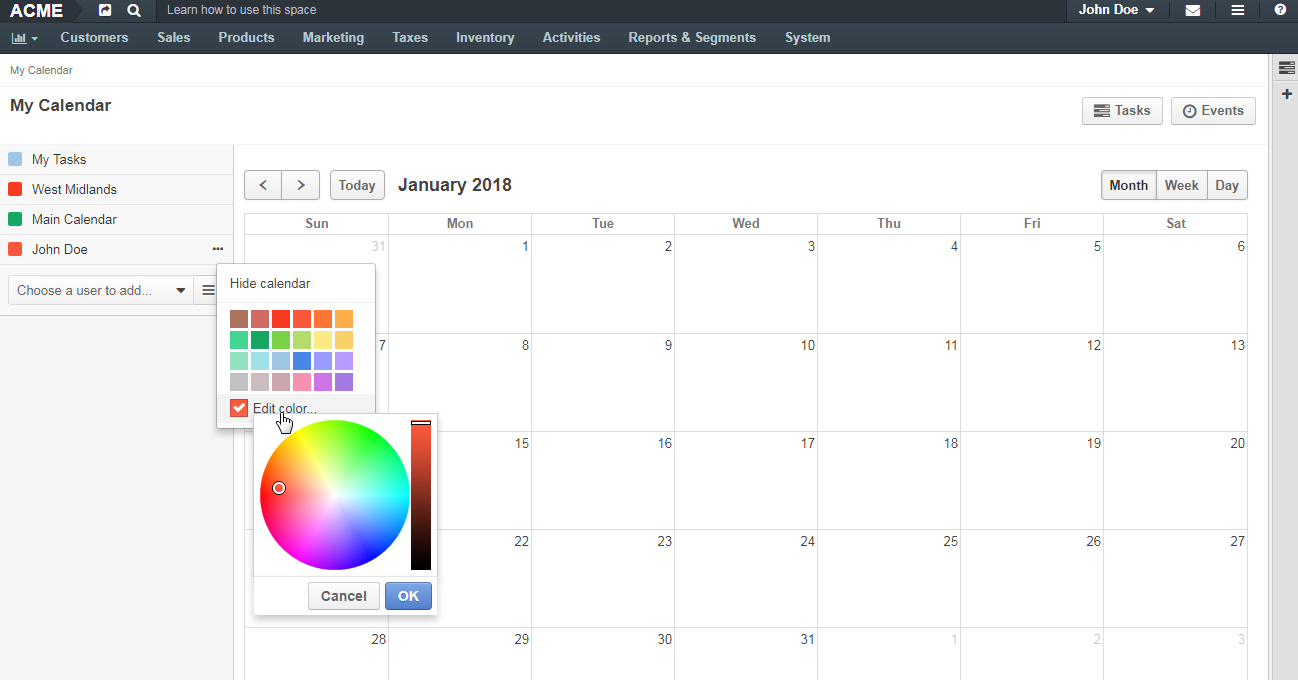 ACME Learn how to use this space John Doe
Customers Sales Products Marketing Taxes Inventory Activities Reports & Segments System
My Calendar
My Calendar
Tasks Events
My Tasks
West Midlands
Main Calendar
John Doe ...
Choose a user to add...
Today January 2018 Month Week Day
Sun Mon Tue Wed Thu Fri Sat
31 1 2 3 4 5 6
Hide calendar
7 8 9 10 11 12 13
Edit color...
15 16 17 18 19 20
22 23 24 25 26 27
Cancel OK
28 29 30 31 1 2 3